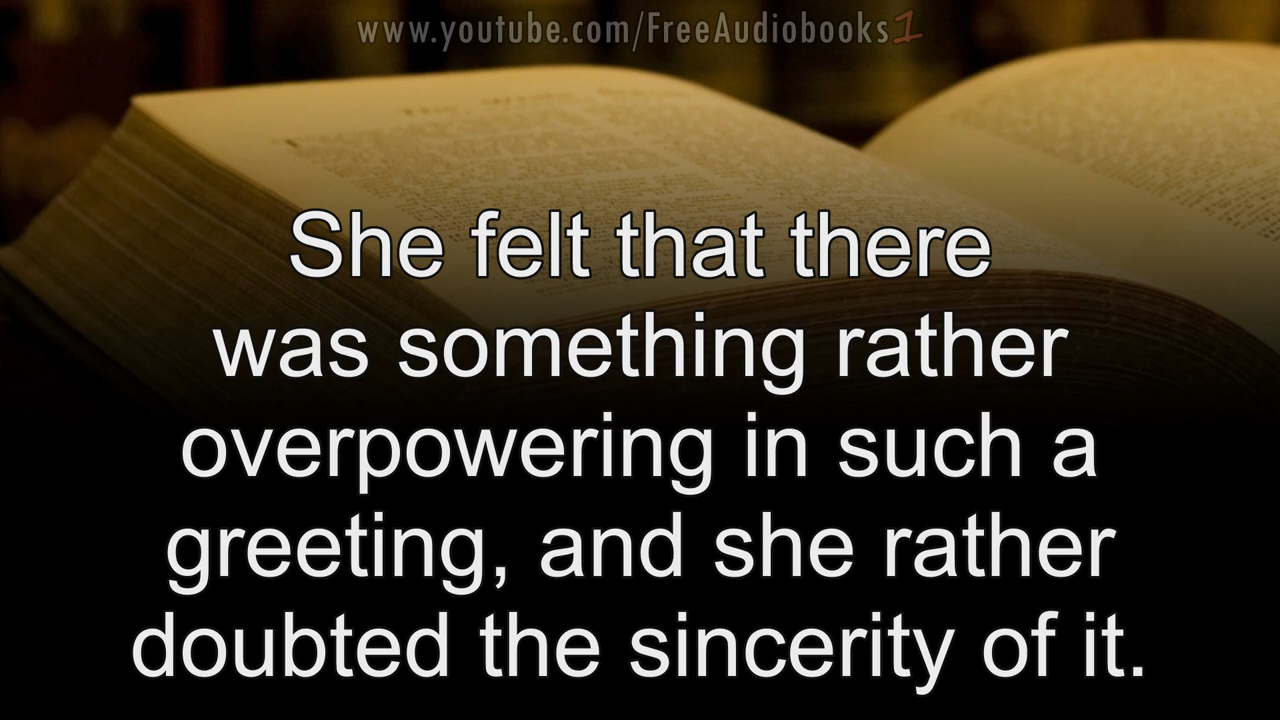 www.youtube.com/FreeAudiobooks1
She felt that there
was something rather
overpowering in such a
greeting, and she rather
doubted the sincerity of it.